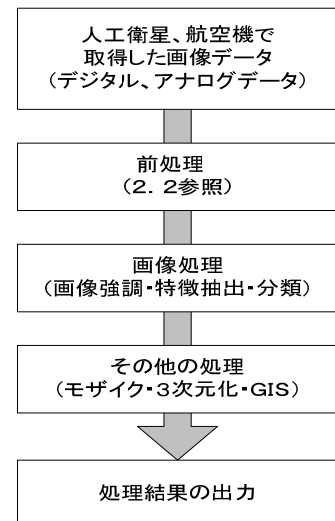 人工衛星、航空機で
取得した画像データ
(デジタル、アナログデータ)
前処理
(2. 2参照)
画像処理
(画像強調・特徴抽出・分類)
その他の処理
(モザイク・3次元化・GIS)
処理結果の出力